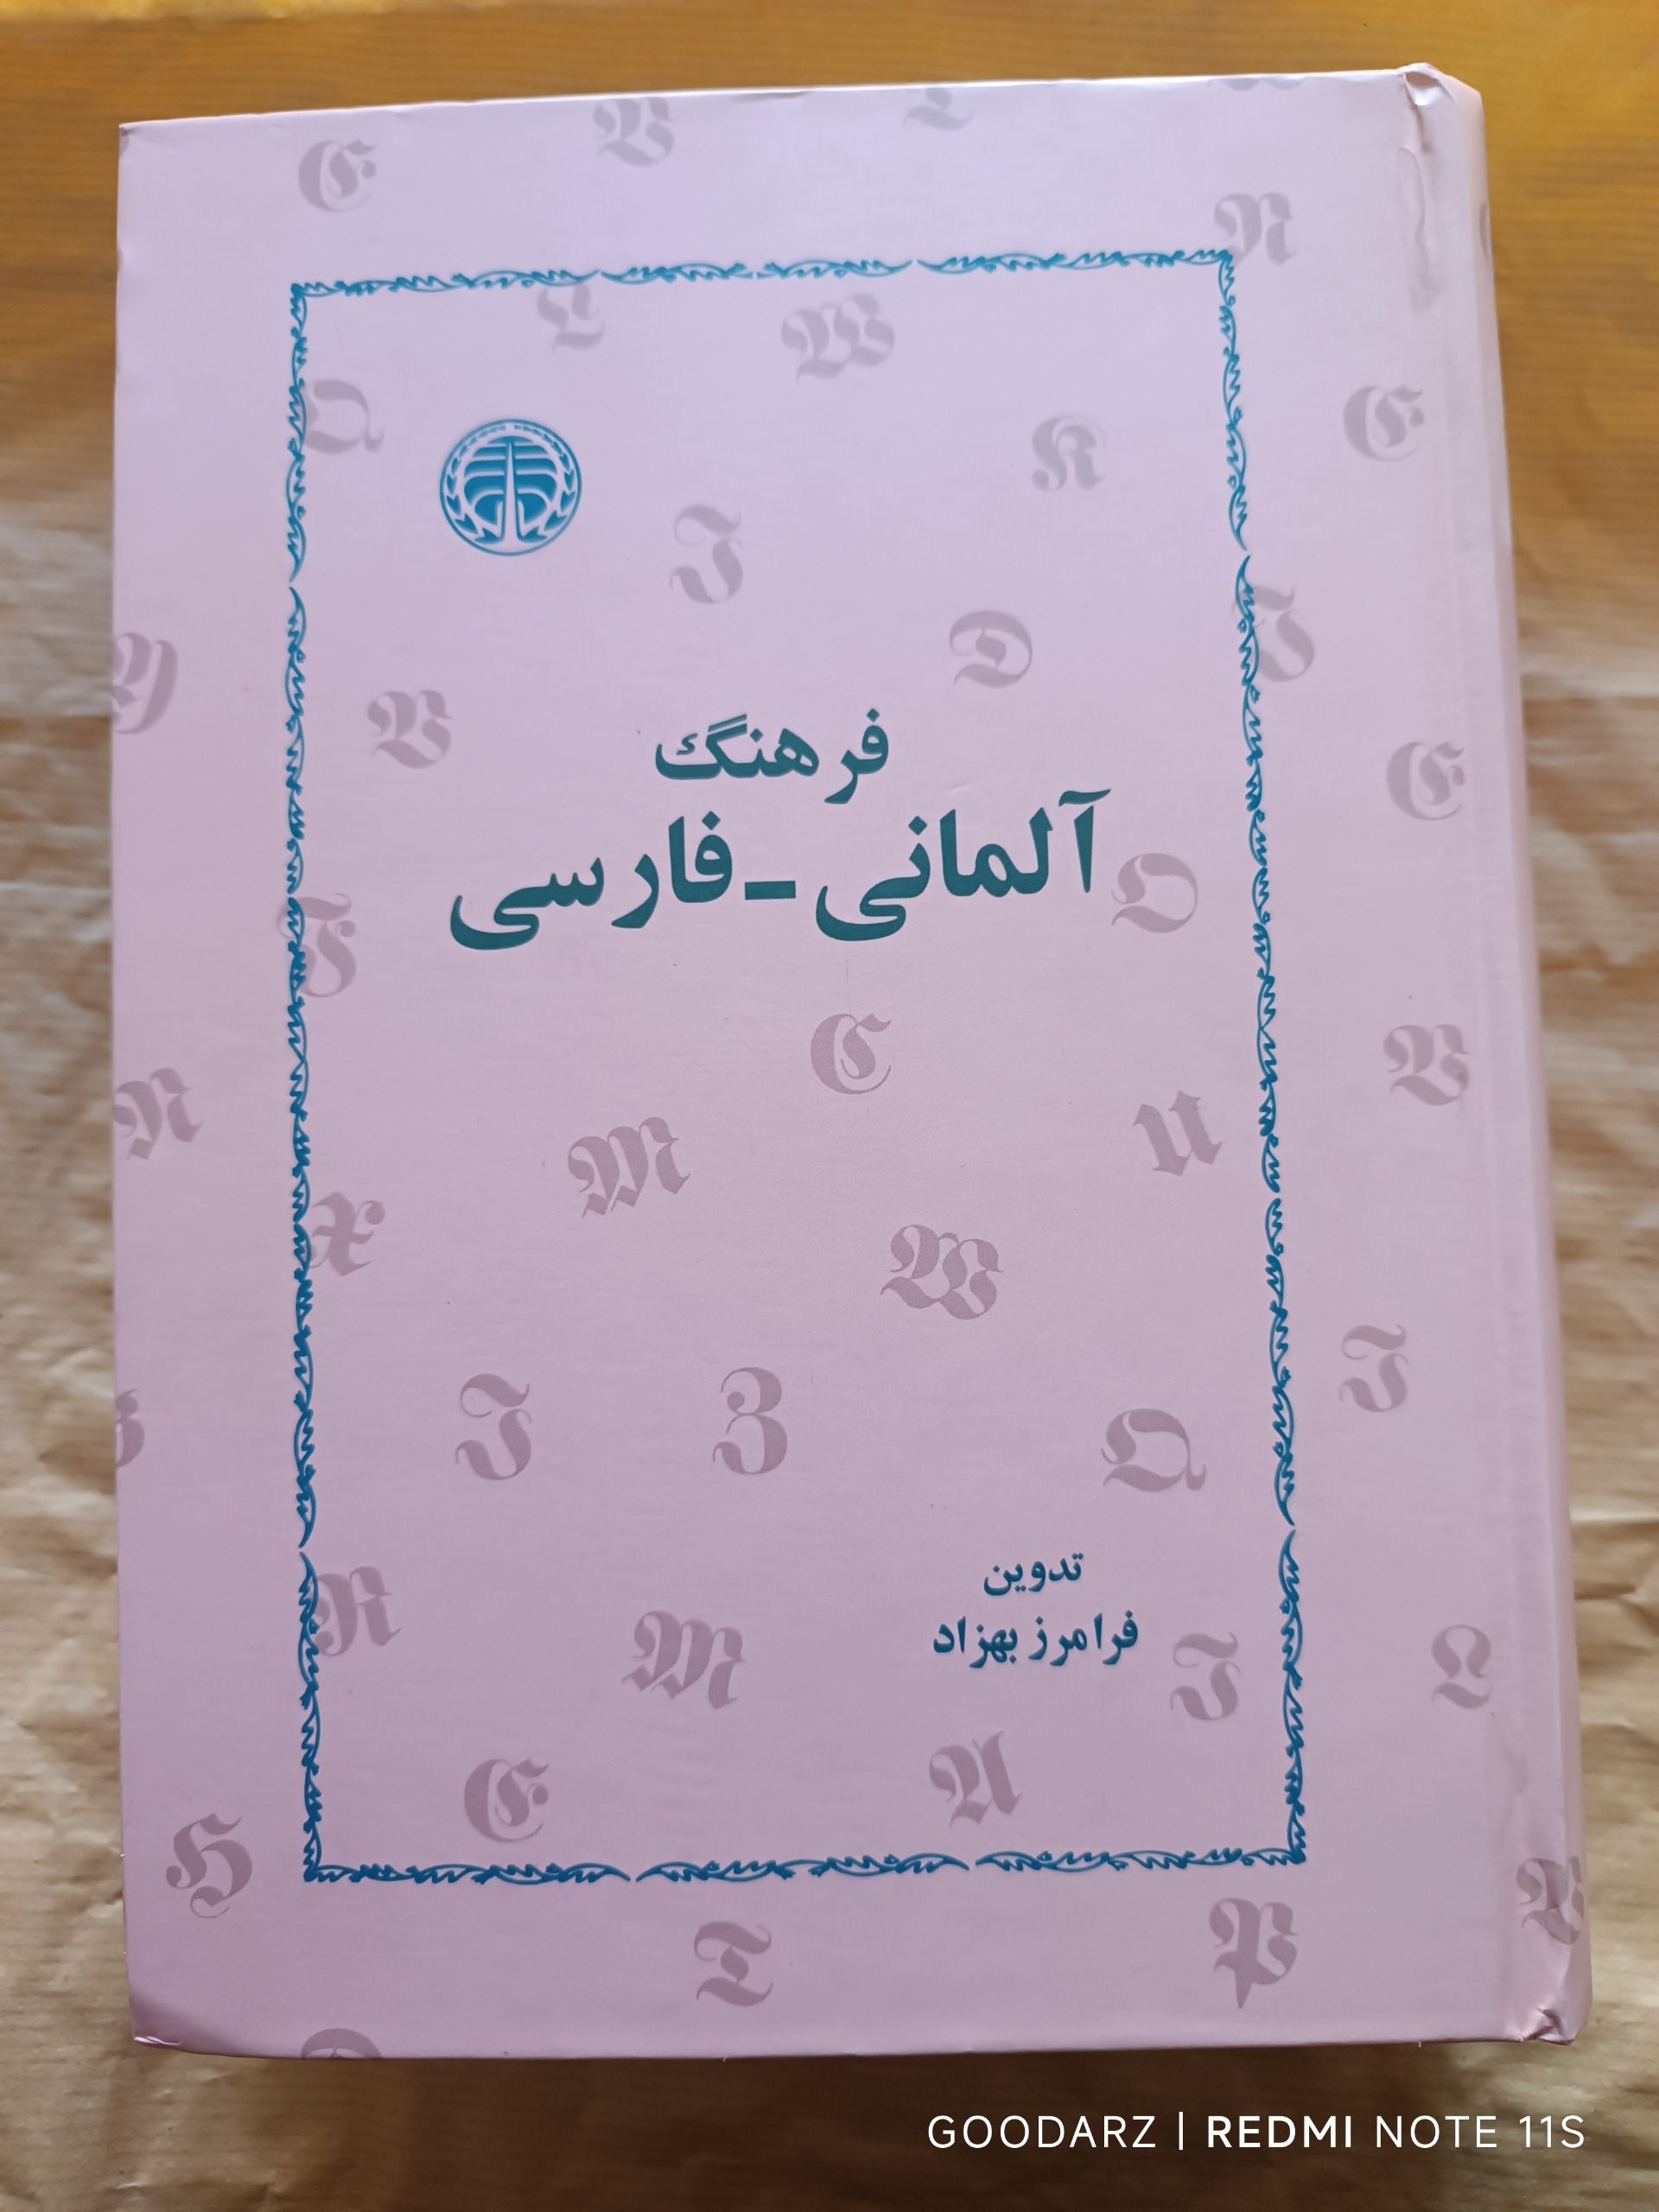 فرهنگ
آلمانی ـ فارسی
تدوین
فرامرز بهزاد
GOODARZ | REDMI NOTE 11S